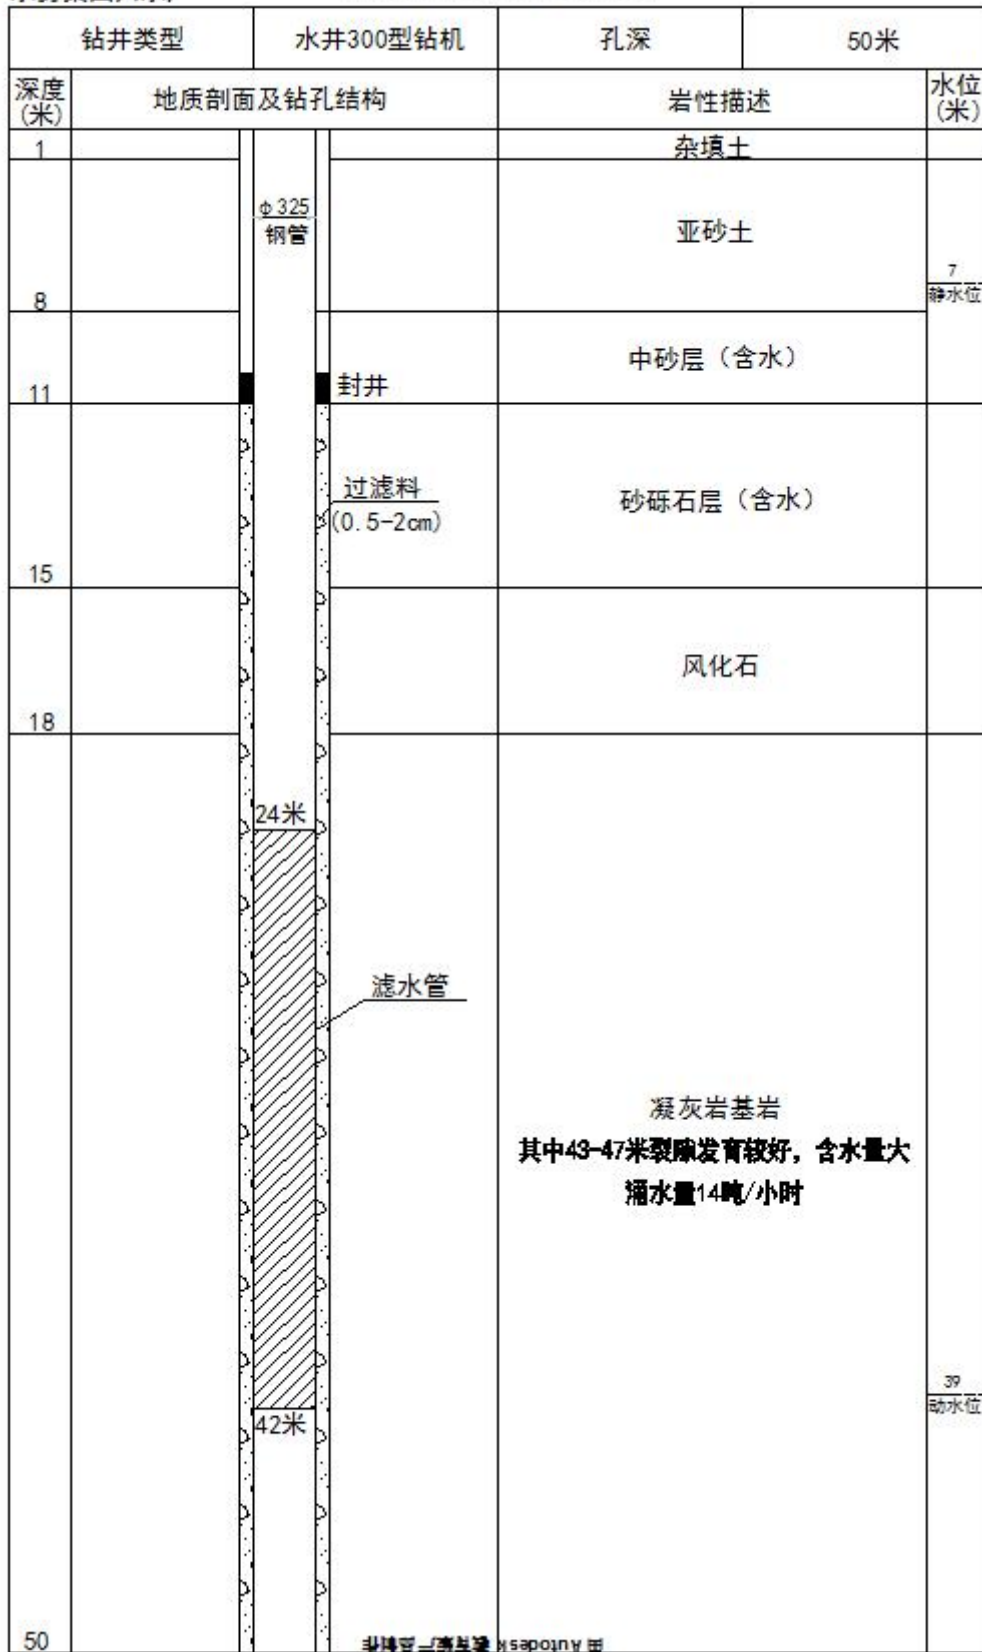 钻井类型 水井300型钻机 孔深 50米
深度
(米)
地质剖面及钻孔结构 岩性描述
水位
(米)
1 杂填土
Φ325
钢管
亚砂土
7
静水位
8
中砂层（含水）
封井
11
过滤料
(0.5-2cm)
砂砾石层（含水）
15
风化石
18
24米
滤水管
凝灰岩基岩
其中43-47米裂隙发育较好，含水量大
涌水量14吨/小时
39
动水位
42米
50